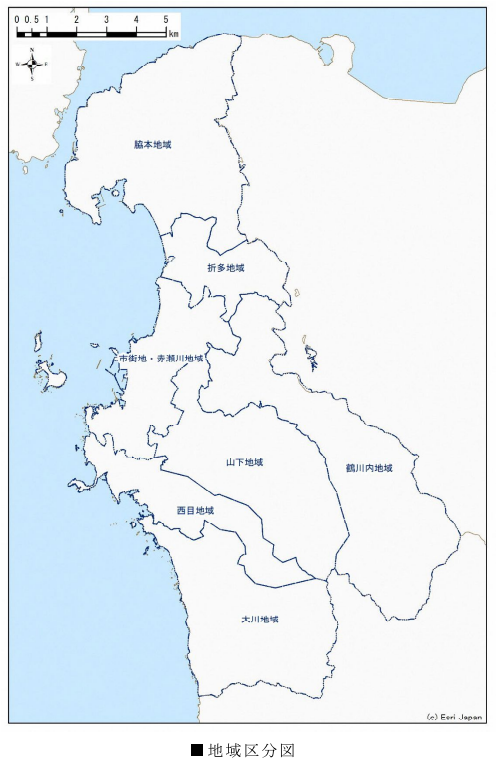 0 0.5 1 2 3 4 5
km
N
W E
S
脇本地域
折多地域
市街地・赤瀬川地域
山下地域
鶴川内地域
西目地域
大川地域
(c) Esri Japan
■地域区分図